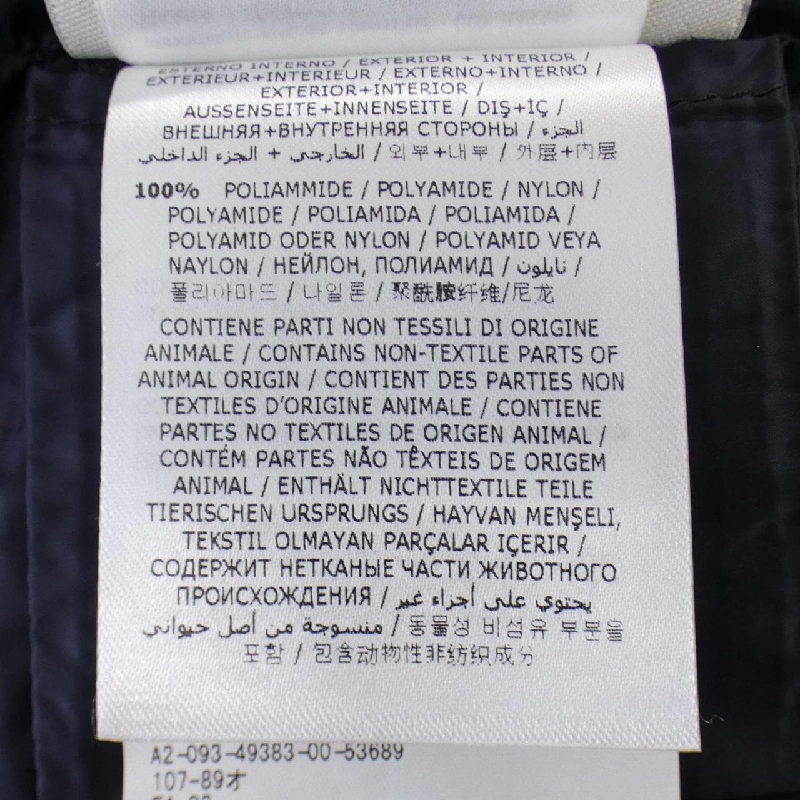 ESTERNO INTERNO / EXTERIOR + INTERIOR /
EXTERIEUR+INTERIEUR / EXTERNO+INTERNO /
EXTERIOR+INTERIOR /
AUSSENSEITE+INNENSEITE / DIŞ+İÇ /
ВНЕШНЯЯ+ВНУТРЕННЯЯ СТОРОНЫ / الجزء
الخارجي + الجزء الداخلي / 외부+내부 / 外层+内层
100% POLIAMMIDE / POLYAMIDE / NYLON /
POLYAMIDE / POLIAMIDA / POLIAMIDA /
POLYAMID ODER NYLON / POLYAMID VEYA
NAYLON / НЕЙЛОН, ПОЛИАМИД / نايلون /
폴리아마드 / 나일론 / 聚酰胺纤维/尼龙
CONTIENE PARTI NON TESSILI DI ORIGINE
ANIMALE / CONTAINS NON-TEXTILE PARTS OF
ANIMAL ORIGIN / CONTIENT DES PARTIES NON
TEXTILES D'ORIGINE ANIMALE / CONTIENE
PARTES NO TEXTILES DE ORIGEN ANIMAL /
CONTÉM PARTES NÃO TÊXTEIS DE ORIGEM
ANIMAL / ENTHÄLT NICHTTEXTILE TEILE
TIERISCHEN URSPRUNGS / HAYVAN MENŞELİ,
TEKSTIL OLMAYAN PARÇALAR IÇERIR /
СОДЕРЖИТ НЕТКАНЫЕ ЧАСТИ ЖИВОТНОГО
ПРОИСХОЖДЕНИЯ / يحتوي على أجزاء غير
منسوجة من أصل حيواني / 동물성 비섬유 부분을
포함 / 包含动物性非纺织成分
A2-093-49383-00-53689
107-89才